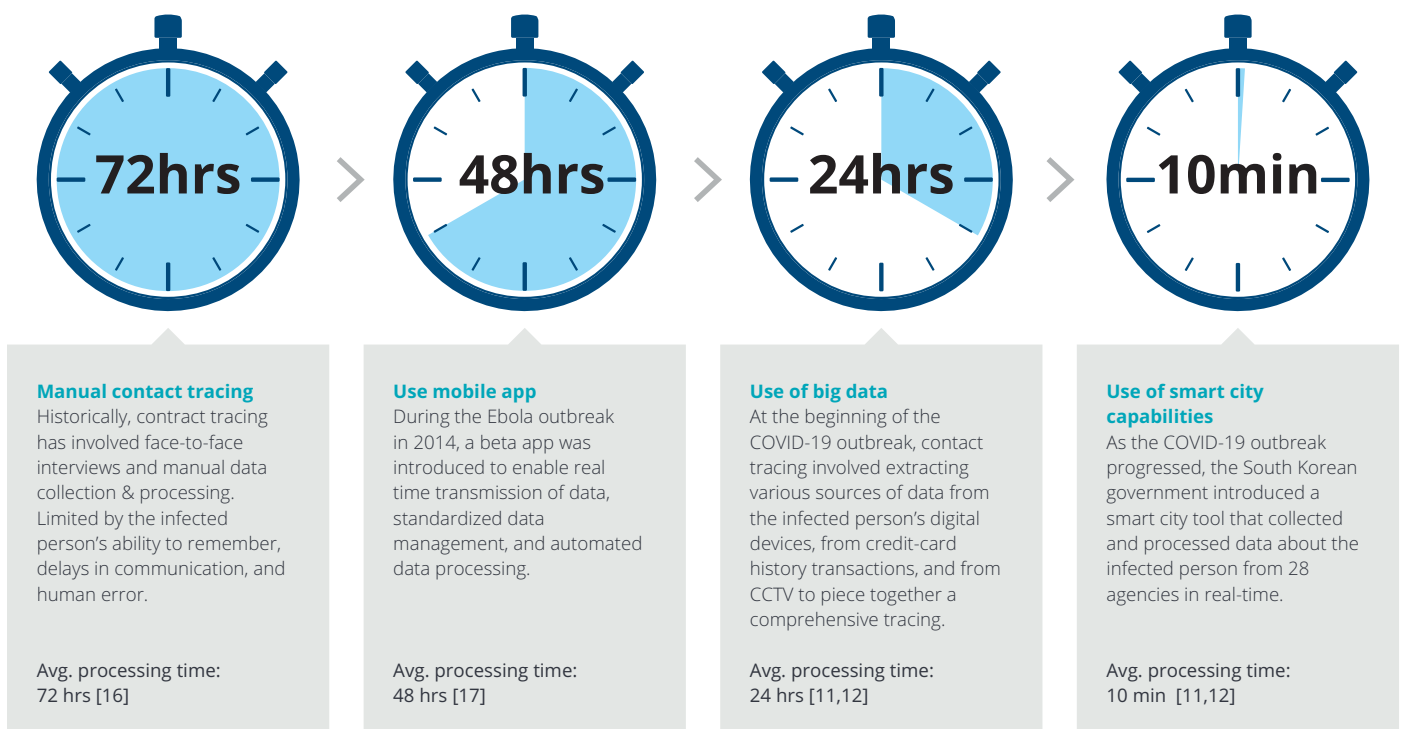 72hrs
48hrs
24hrs
10min
Manual contact tracing
Historically, contract tracing
has involved face-to-face
interviews and manual data
collection & processing.
Limited by the infected
person's ability to remember,
delays in communication, and
human error.
Avg. processing time:
72 hrs [16]
Use mobile app
During the Ebola outbreak
in 2014, a beta app was
introduced to enable real
time transmission of data,
standardized data
management, and automated
data processing.
Avg. processing time:
48 hrs [17]
Use of big data
At the beginning of the
COVID-19 outbreak, contact
tracing involved extracting
various sources of data from
the infected person's digital
devices, from credit-card
history transactions, and from
CCTV to piece together a
comprehensive tracing.
Avg. processing time:
24 hrs [11,12]
Use of smart city
capabilities
As the COVID-19 outbreak
progressed, the South Korean
government introduced a
smart city tool that collected
and processed data about the
infected person from 28
agencies in real-time.
Avg. processing time:
10 min  [11,12]